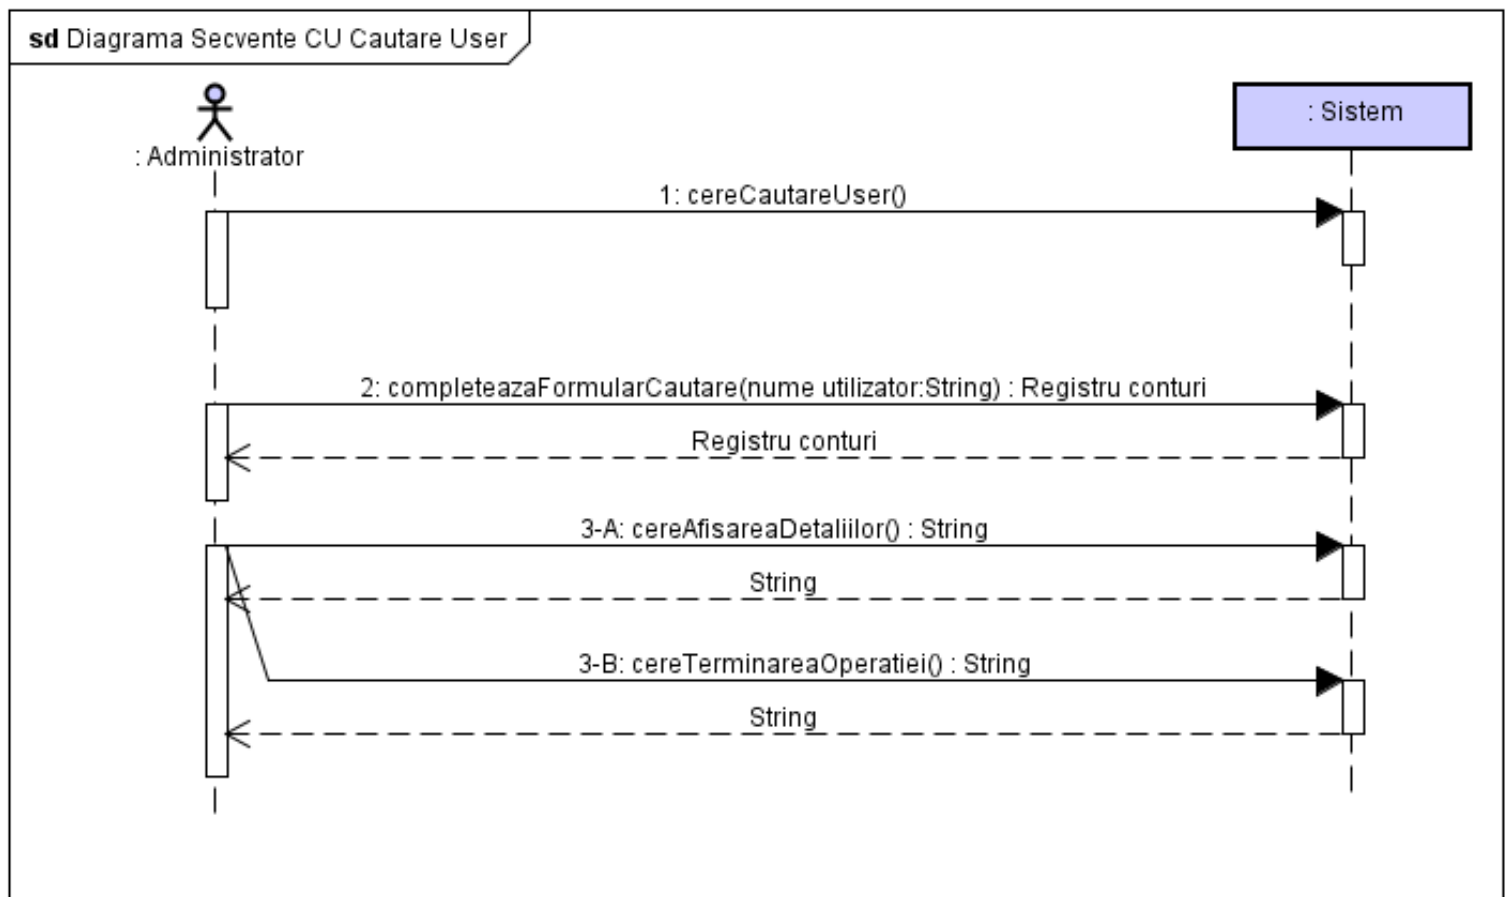 sd Diagrama Secvente CU Cautare User
: Administrator
: Sistem
1: cereCautareUser()
2: completeazaFormularCautare(nume utilizator:String) : Registru conturi
Registru conturi
3-A: cereAfisareaDetaliilor() : String
String
3-B: cereTerminareaOperatiei() : String
String